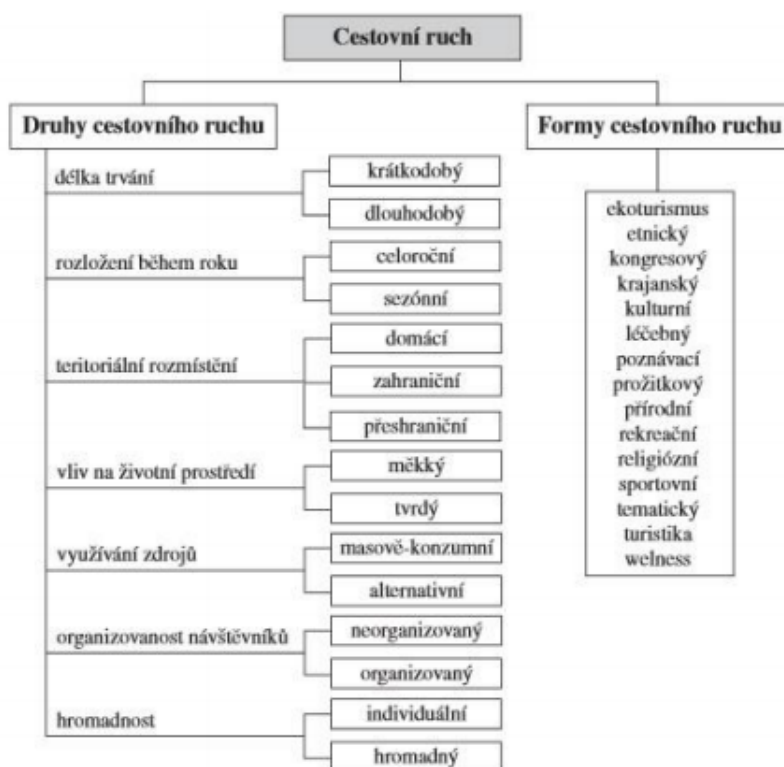 Cestovní ruch
Druhy cestovního ruchu
Formy cestovního ruchu
délka trvání
krátkodobý
dlouhodobý
rozložení během roku
celoroční
sezónní
teritoriální rozmístění
domácí
zahraniční
přeshraniční
vliv na životní prostředí
měkký
tvrdý
využívání zdrojů
masově-konzumní
alternativní
organizovanost návštěvníků
neorganizovaný
organizovaný
hromadnost
individuální
hromadný
ekoturismus
etnický
kongresový
krajanský
kulturní
léčebný
poznávací
prožitkový
přírodní
rekreační
religiózní
sportovní
tematický
turistika
welness